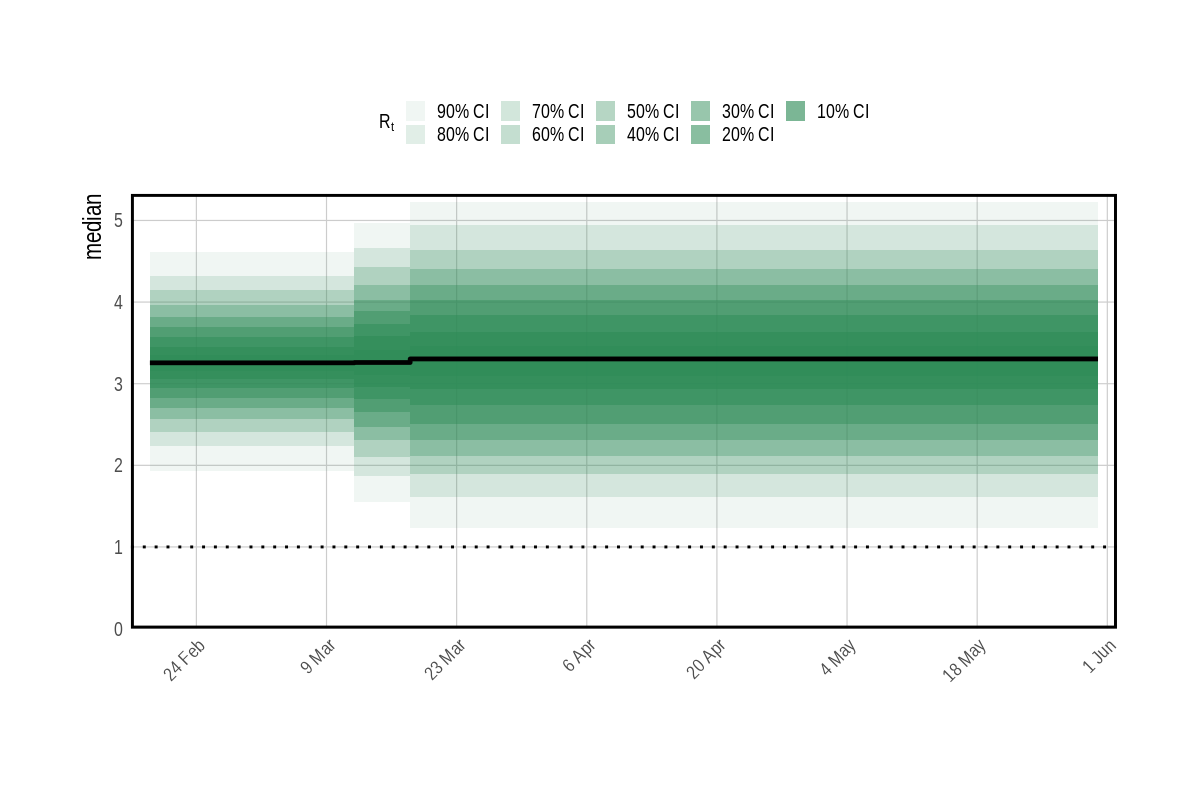 Rt
90% CI 70% CI 50% CI 30% CI 10% CI
80% CI 60% CI 40% CI 20% CI
median
5
4
3
2
1
0
24 Feb
9 Mar
23 Mar
6 Apr
20 Apr
4 May
18 May
1 Jun